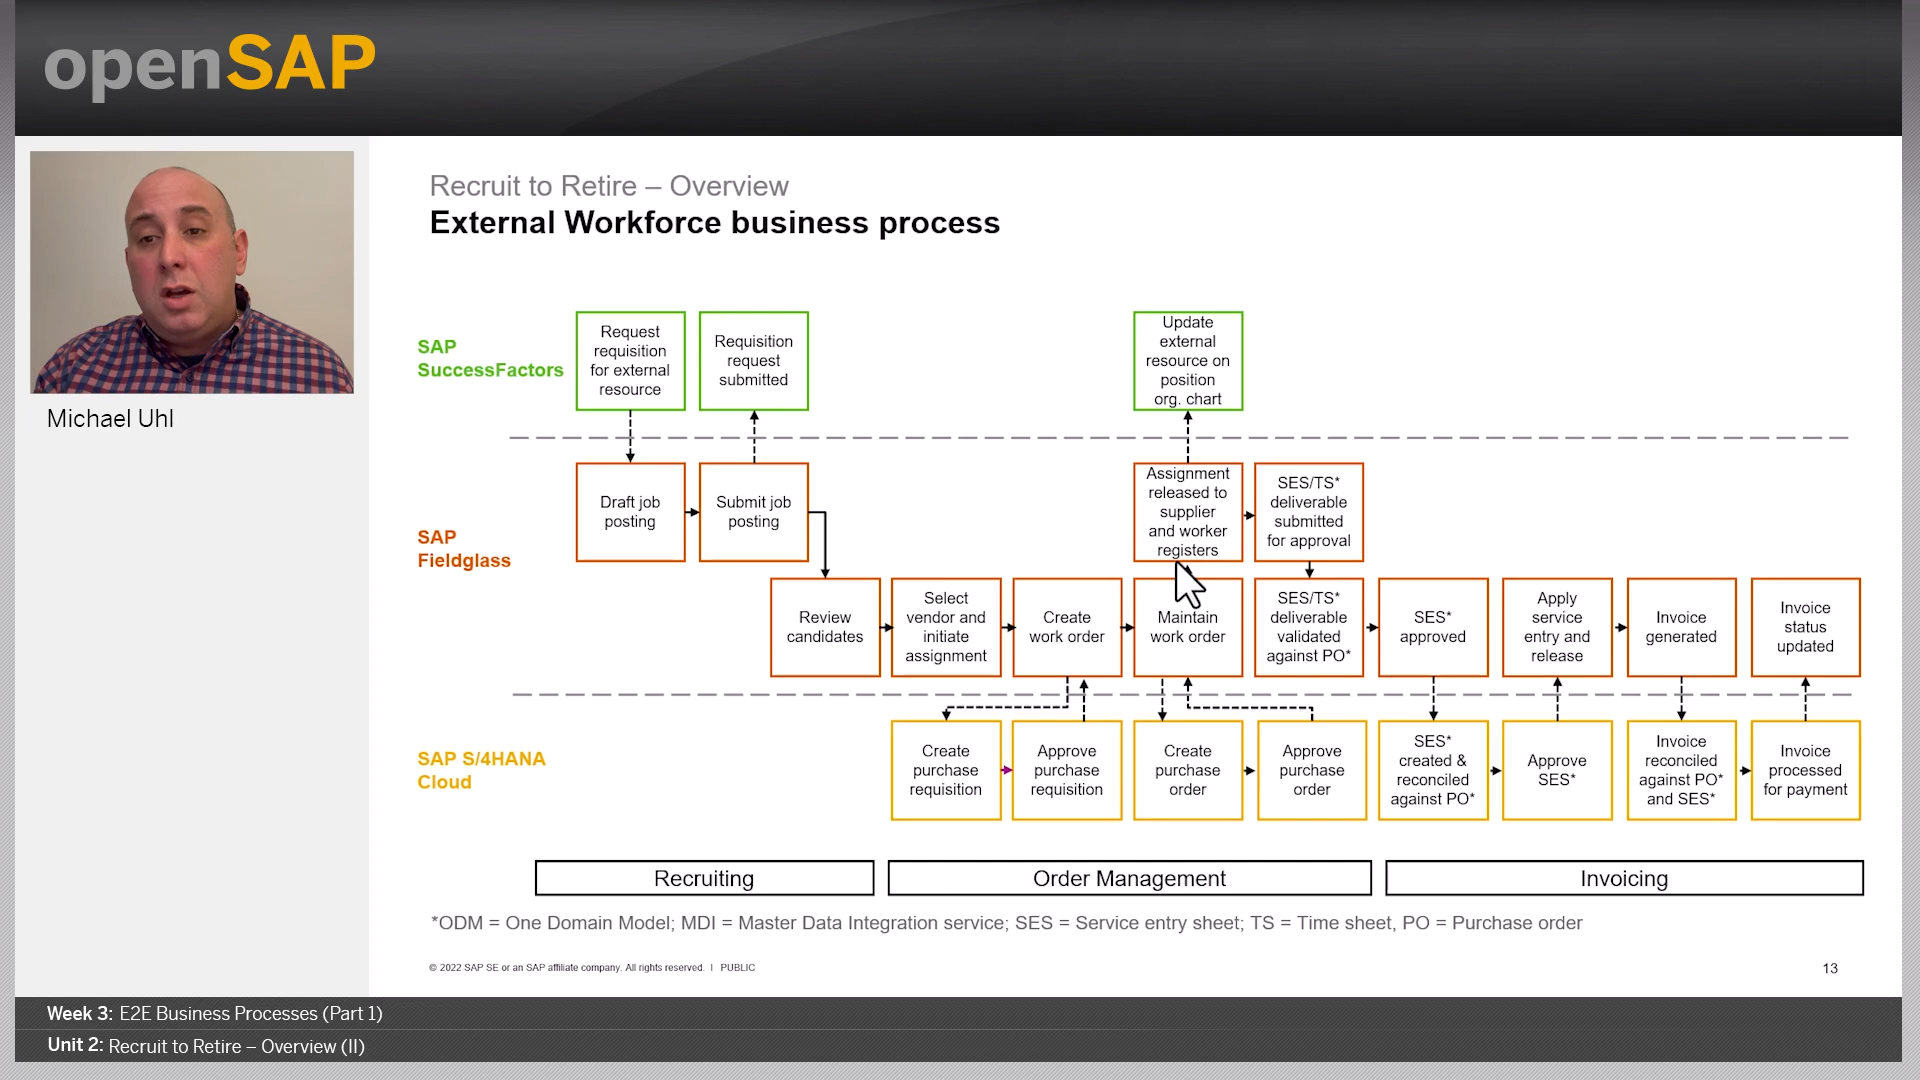 openSAP
Michael Uhl
Recruit to Retire – Overview
External Workforce business process
SAP
SuccessFactors
Request
requisition
for external
resource
Requisition
request
submitted
Update
external
resource on
position
org. chart
SAP
Fieldglass
Draft job
posting
Submit job
posting
Assignment
released to
supplier
and worker
registers
SES/TS*
deliverable
submitted
for approval
Review
candidates
Select
vendor and
initiate
assignment
Create
work order
Maintain
work order
SES/TS*
deliverable
validated
against PO*
SES*
approved
Apply
service
entry and
release
Invoice
generated
Invoice
status
updated
SAP S/4HANA
Cloud
Create
purchase
requisition
Approve
purchase
requisition
Create
purchase
order
Approve
purchase
order
SES*
created &
reconciled
against PO*
Approve
SES*
Invoice
reconciled
against PO*
and SES*
Invoice
processed
for payment
Recruiting
Order Management
Invoicing
*ODM = One Domain Model; MDI = Master Data Integration service; SES = Service entry sheet; TS = Time sheet, PO = Purchase order
© 2022 SAP SE or an SAP affiliate company. All rights reserved. I PUBLIC
13
Week 3: E2E Business Processes (Part 1)
Unit 2: Recruit to Retire – Overview (II)